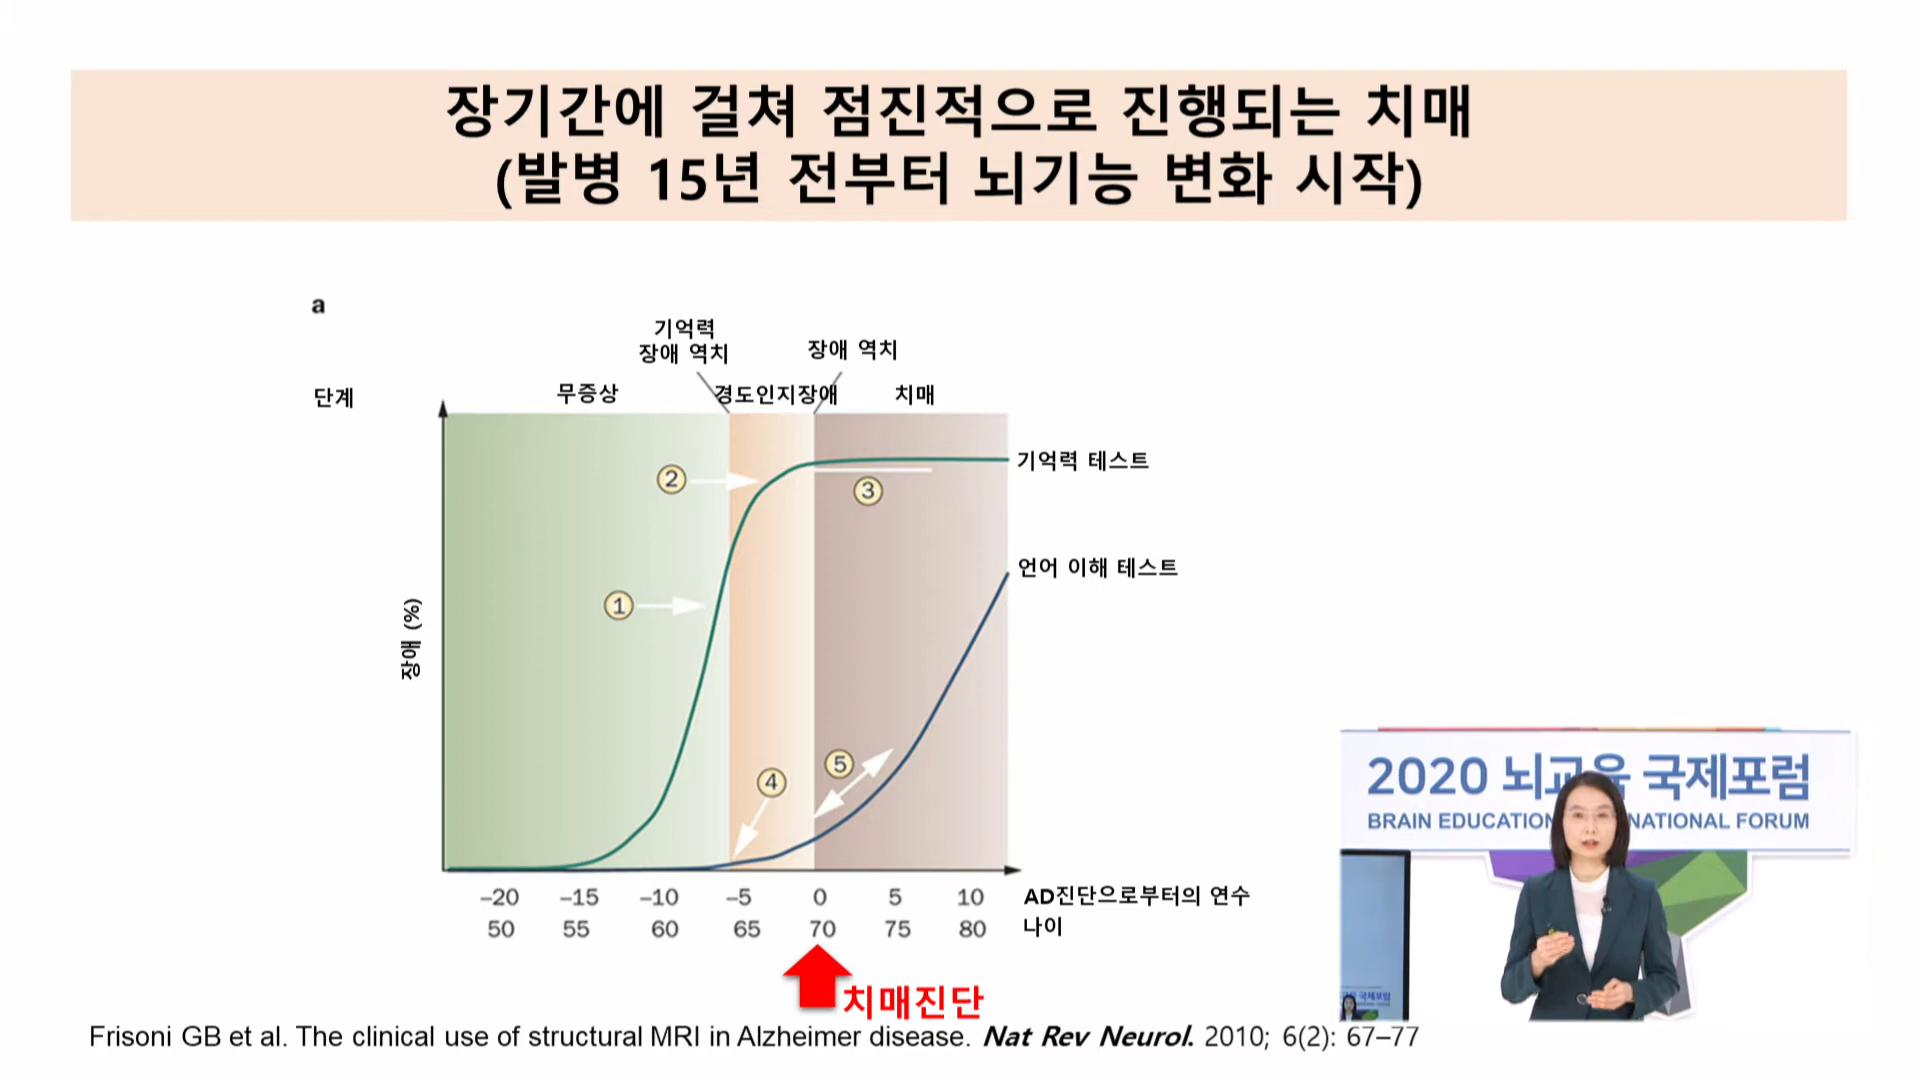 장기간에 걸쳐 점진적으로 진행되는 치매
(발병 15년 전부터 뇌기능 변화 시작)
a
기억력
장애 역치
장애 역치
단계
무증상
경도인지장애
치매
기억력 테스트
②
③
언어 이해 테스트
①
장애 (%)
⑤
④
–20 –15 –10 –5 0 5 10 AD진단으로부터의 연수
50 55 60 65 70 75 80 나이
치매진단
Frisoni GB et al. The clinical use of structural MRI in Alzheimer disease. Nat Rev Neurol. 2010; 6(2): 67–77
2020 뇌교육 국제포럼
BRAIN EDUCATION NATIONAL FORUM
국제포럼